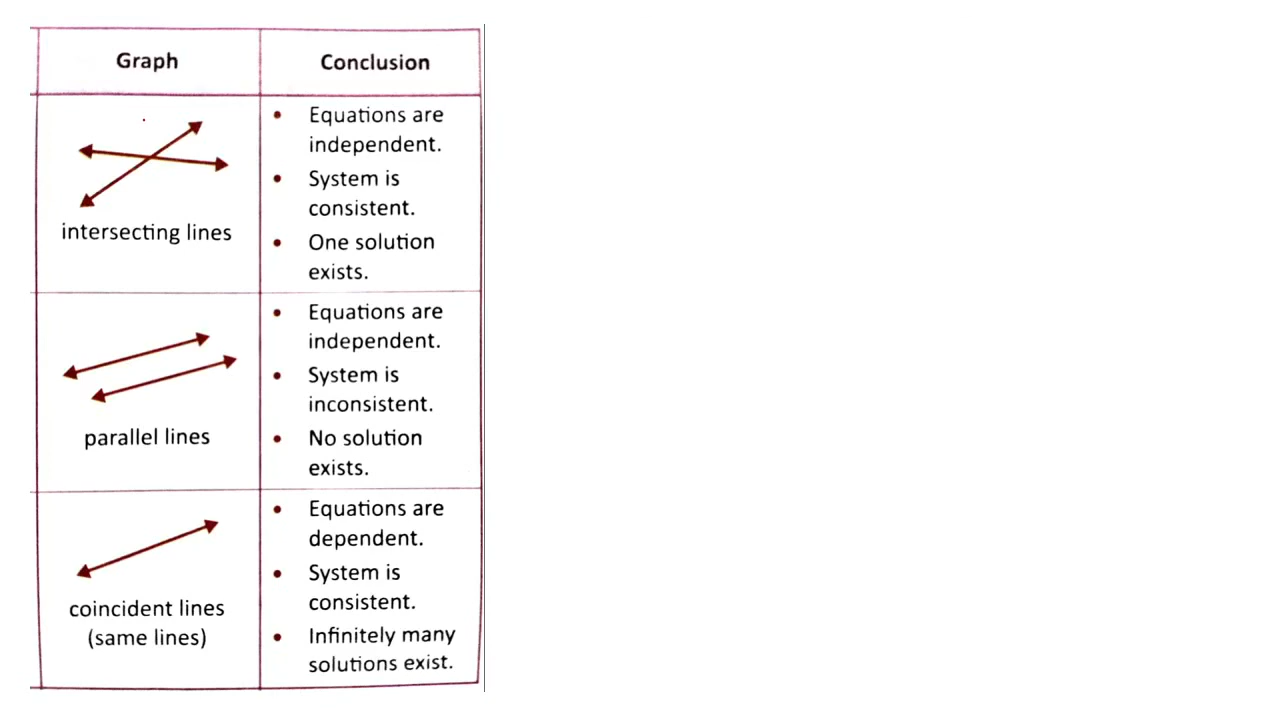 Graph
Conclusion
intersecting lines
• Equations are
independent.
• System is
consistent.
• One solution
exists.
parallel lines
• Equations are
independent.
• System is
inconsistent.
• No solution
exists.
coincident lines
(same lines)
• Equations are
dependent.
• System is
consistent.
• Infinitely many
solutions exist.